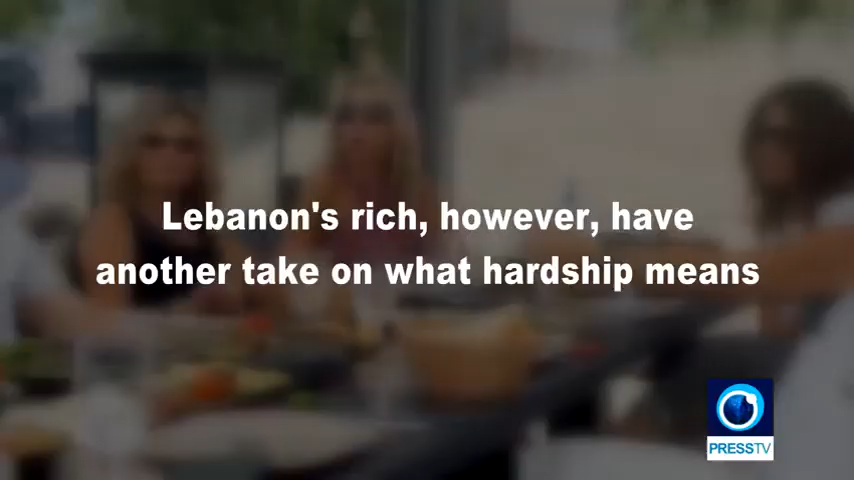 Lebanon's rich, however, have
another take on what hardship means
PRESSTV